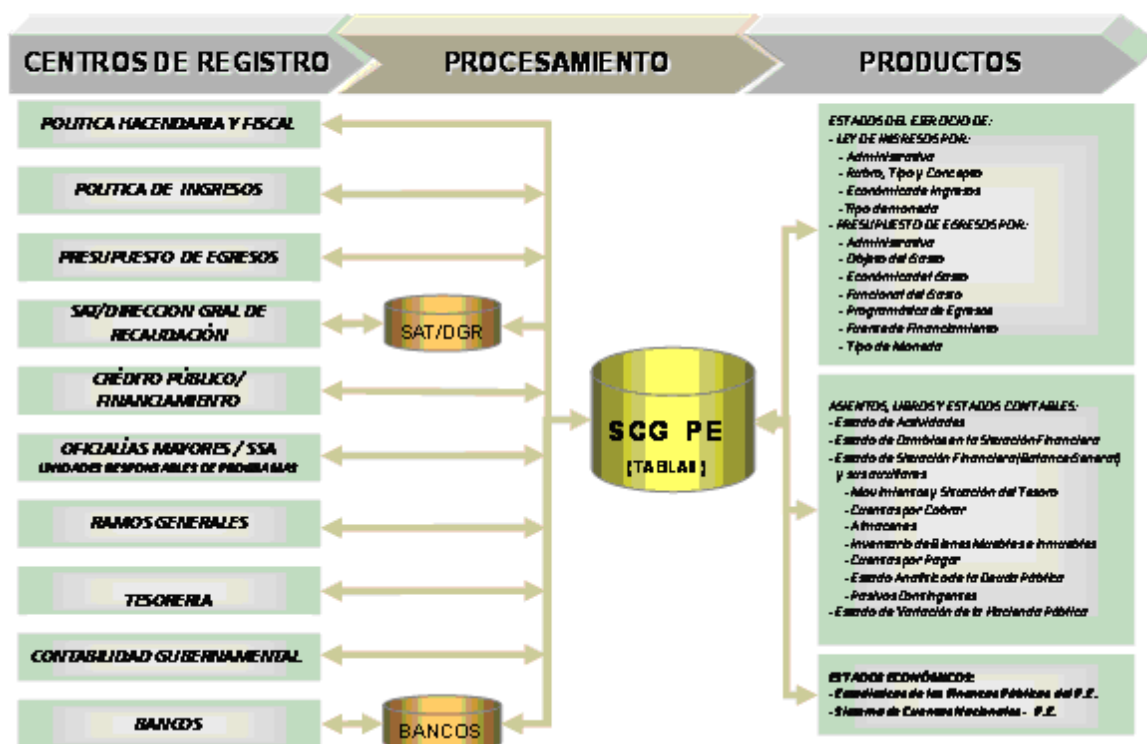 CENTROS DE REGISTRO
PROCESAMIENTO
PRODUCTOS
POLITICA HACENDARIA Y FISCAL
POLITICA DE INGRESOS
PRESUPUESTO DE EGRESOS
SAT/DIRECCION GRAL DE
RECAUDACIÓN
CRÉDITO PÚBLICO/
FINANCIAMIENTO
OFICIALÍAS MAYORES / SSA
UNIDADES RESPONSABLES DE PROGRAMAS
RAMOS GENERALES
TESORERIA
CONTABILIDAD GUBERNAMENTAL
BANCOS
SAT/DGR
BANCOS
SCG PE
(TABLAS)
ESTADOS DEL EJERCICIO DE:
- LEY DE INGRESOS POR:
- Administrativa
- Rubro, Tipo y Concepto
- Económica de Ingresos
- Tipo de moneda
- PRESUPUESTO DE EGRESOS POR:
- Administrativa
- Objeto del Gasto
- Económica del Gasto
- Funcional del Gasto
- Programática de Egresos
- Fuente de Financiamiento
- Tipo de Moneda
ASIENTOS, LIBROS Y ESTADOS CONTABLES:
- Estado de Actividades
- Estado de Cambios en la Situación Financiera
- Estado de Situación Financiera (Balance General)
y sus auxiliares
- Movimientos y Situación del Tesoro
- Cuentas por Cobrar
- Almacenes
- Inventario de Bienes Muebles e Inmuebles
- Cuentas por Pagar
- Estado Analítico de la Deuda Pública
- Pasivos Contingentes
- Estado de Variación de la Hacienda Pública
ESTADOS ECONÓMICOS:
- Estadísticas de las Finanzas Públicas del P.E.
- Sistema de Cuentas Nacionales - P.E.